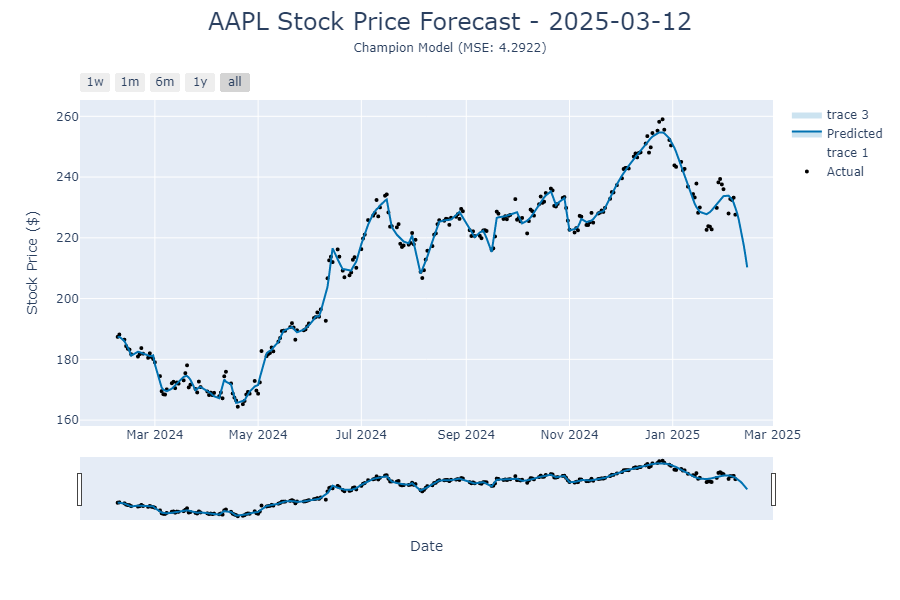 AAPL Stock Price Forecast - 2025-03-12
Champion Model (MSE: 4.2922)
1w 1m 6m 1y all
trace 3
Predicted
trace 1
Actual
Stock Price ($)
260
240
220
200
180
160
Mar 2024 May 2024 Jul 2024 Sep 2024 Nov 2024 Jan 2025 Mar 2025
Date